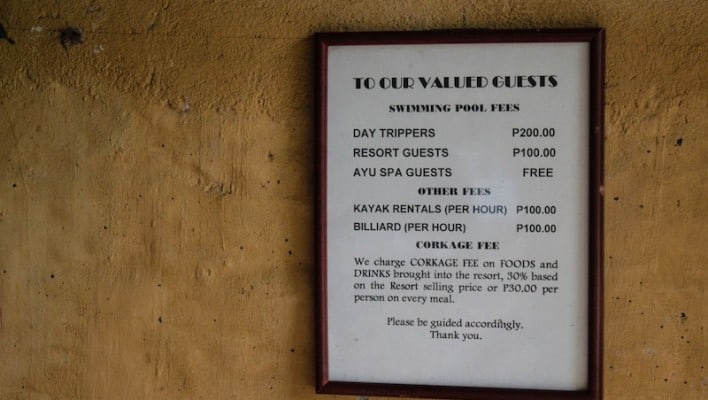 TO OUR VALUED GUESTS
SWIMMING POOL FEES
DAY TRIPPERS P200.00
RESORT GUESTS P100.00
AYU SPA GUESTS FREE
OTHER FEES
KAYAK RENTALS (PER HOUR) P100.00
BILLIARD (PER HOUR) P100.00
CORKAGE FEE
We charge CORKAGE FEE on FOODS and
DRINKS brought into the resort, 30% based
on the Resort selling price or P30.00 per
person on every meal.
Please be guided accordingly.
Thank you.